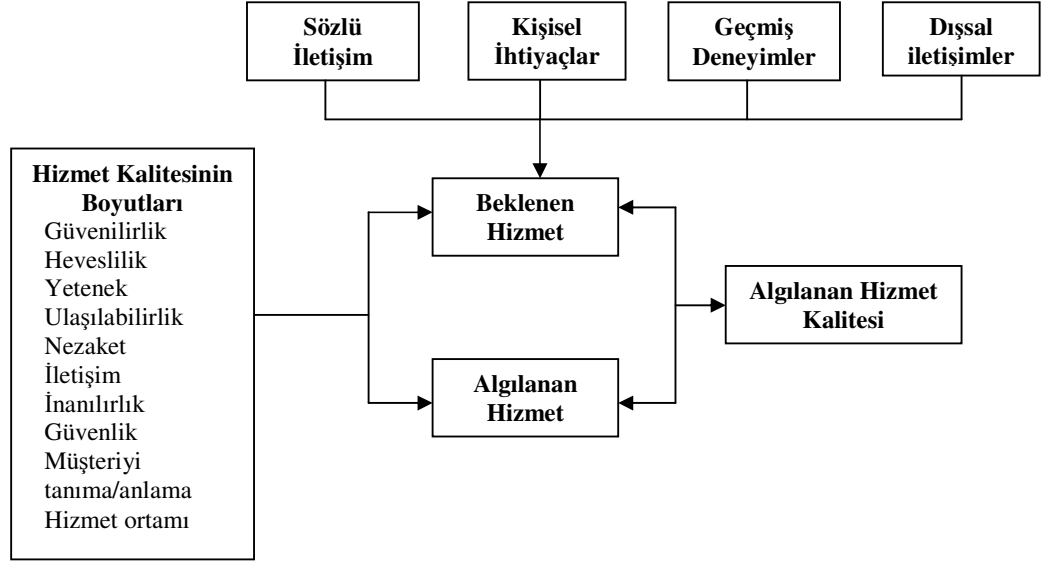 Sözlü
İletişim
Kişisel
İhtiyaçlar
Geçmiş
Deneyimler
Dışsal
iletişimler
Hizmet Kalitesinin
Boyutları
Güvenilirlik
Heveslilik
Yetenek
Ulaşılabilirlik
Nezaket
İletişim
İnanılırlık
Güvenlik
Müşteriyi
tanıma/anlama
Hizmet ortamı
Beklenen
Hizmet
Algılanan
Hizmet
Algılanan Hizmet
Kalitesi